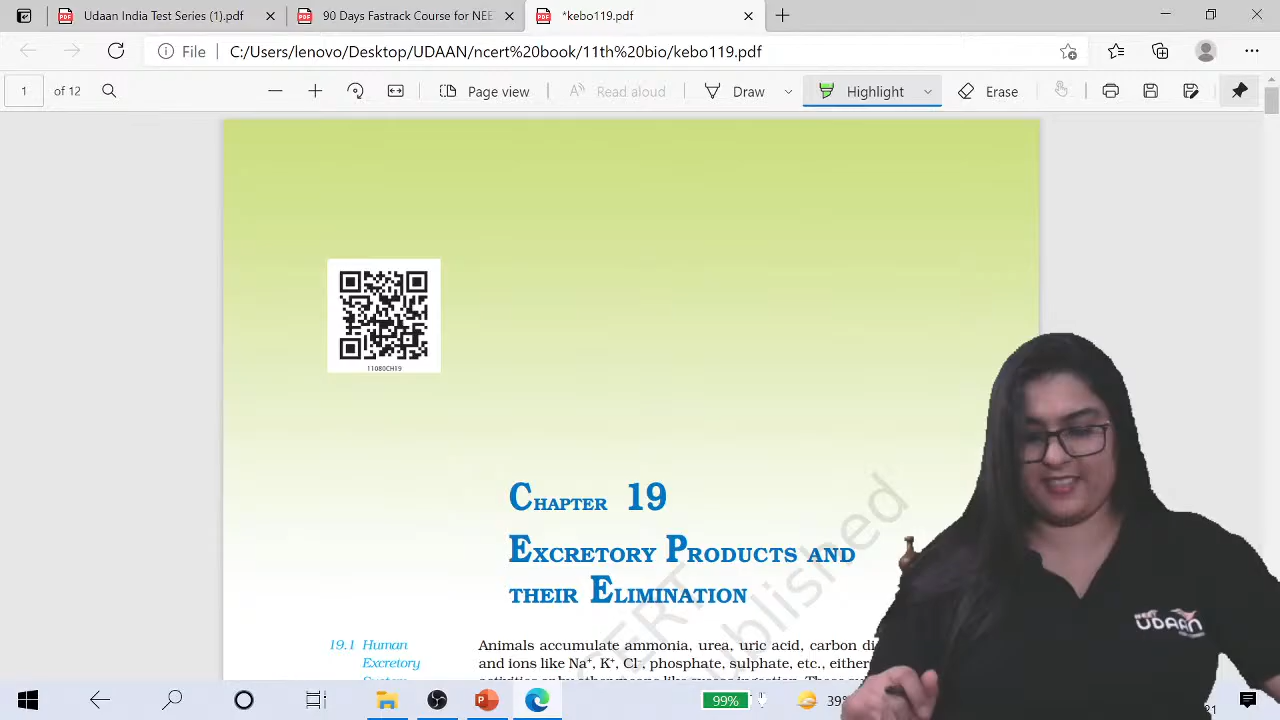 Udaan India Test Series (1).pdf
90 Days Crash Course for NEE
*kebo119.pdf
File
C:/Users/lenovo/Desktop/UDAAN/ncert%20book/11th%20bio/kebo119.pdf
1 of 12
Page view
Read aloud
Draw
Highlight
Erase
11080CH19
CHAPTER 19
EXCRETORY PRODUCTS AND
THEIR ELIMINATION
19.1 Human
Excretory
Animals accumulate ammonia, urea, uric acid, carbon
and ions like Na+, K+, Cl-, phosphate, sulphate, etc.,
UDAAN
99%